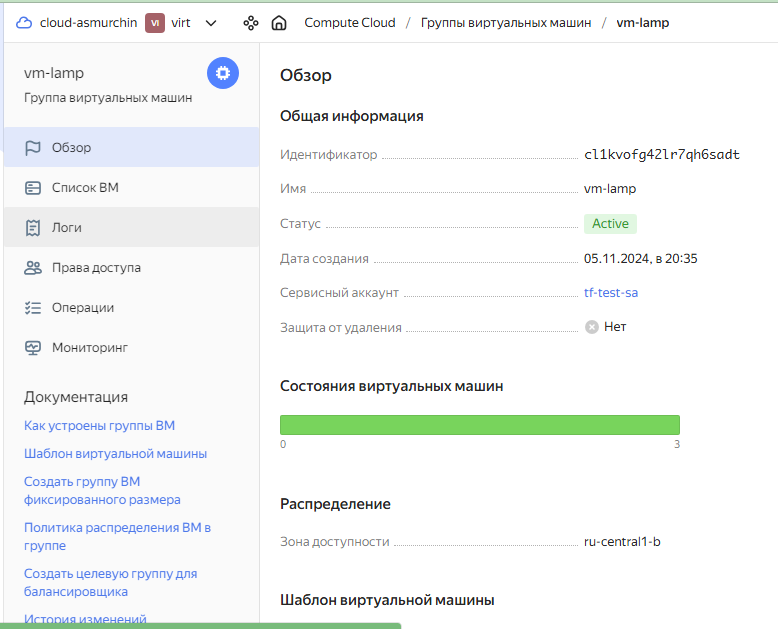 cloud-asmurchin VI virt Compute Cloud / Группы виртуальных машин / vm-lamp
vm-lamp
Группа виртуальных машин
Обзор
Список ВМ
Логи
Права доступа
Операции
Мониторинг
Документация
Как устроены группы ВМ
Шаблон виртуальной машины
Создать группу ВМ
фиксированного размера
Политика распределения ВМ в
группе
Создать целевую группу для
балансировщика
История изменений
Обзор
Общая информация
Идентификатор cl1kvofg42lr7qh6sadt
Имя vm-lamp
Статус Active
Дата создания 05.11.2024, в 20:35
Сервисный аккаунт tf-test-sa
Защита от удаления Нет
Состояния виртуальных машин
0 3
Распределение
Зона доступности ru-central1-b
Шаблон виртуальной машины